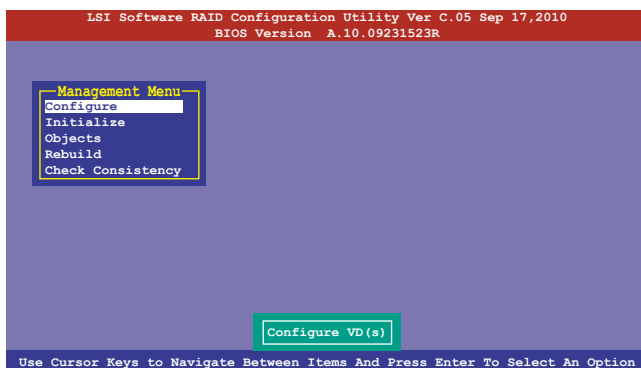 LSI Software RAID Configuration Utility Ver C.05 Sep 17,2010
BIOS Version A.10.09231523R
Management Menu
Configure
Initialize
Objects
Rebuild
Check Consistency
Configure VD(s)
Use Cursor Keys to Navigate Between Items And Press Enter To Select An Option